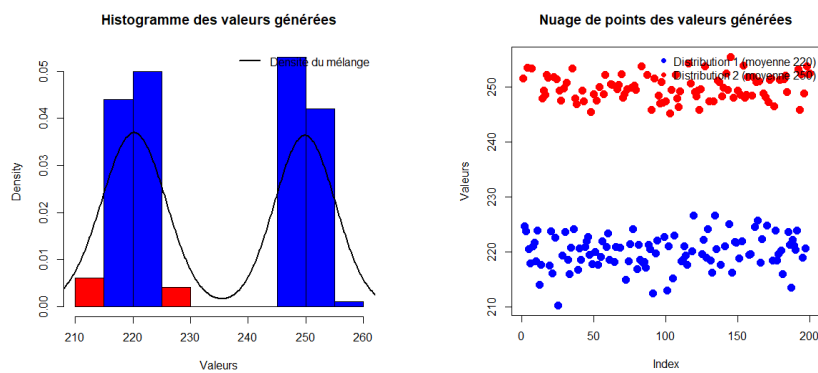 Histogramme des valeurs générées
Densité du mélange
Density
0.00 0.01 0.02 0.03 0.04 0.05
210 220 230 240 250 260
Valeurs
Nuage de points des valeurs générées
Distribution 1 (moyenne 220)
Distribution 2 (moyenne 250)
Valeurs
210 220 230 240 250
0 50 100 150 200
Index